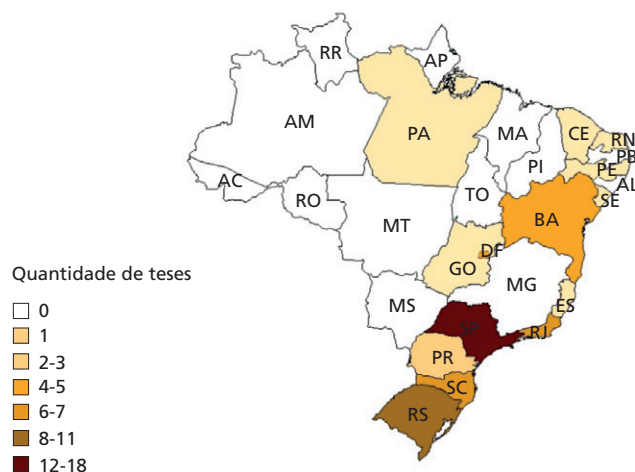 RR
AP
AM
PA
MA
CE
RN
PB
PI
PE
AL
AC
SE
RO
TO
BA
MT
DF
GO
MG
MS
ES
SP
RJ
PR
SC
RS
Quantidade de teses
0
1
2-3
4-5
6-7
8-11
12-18